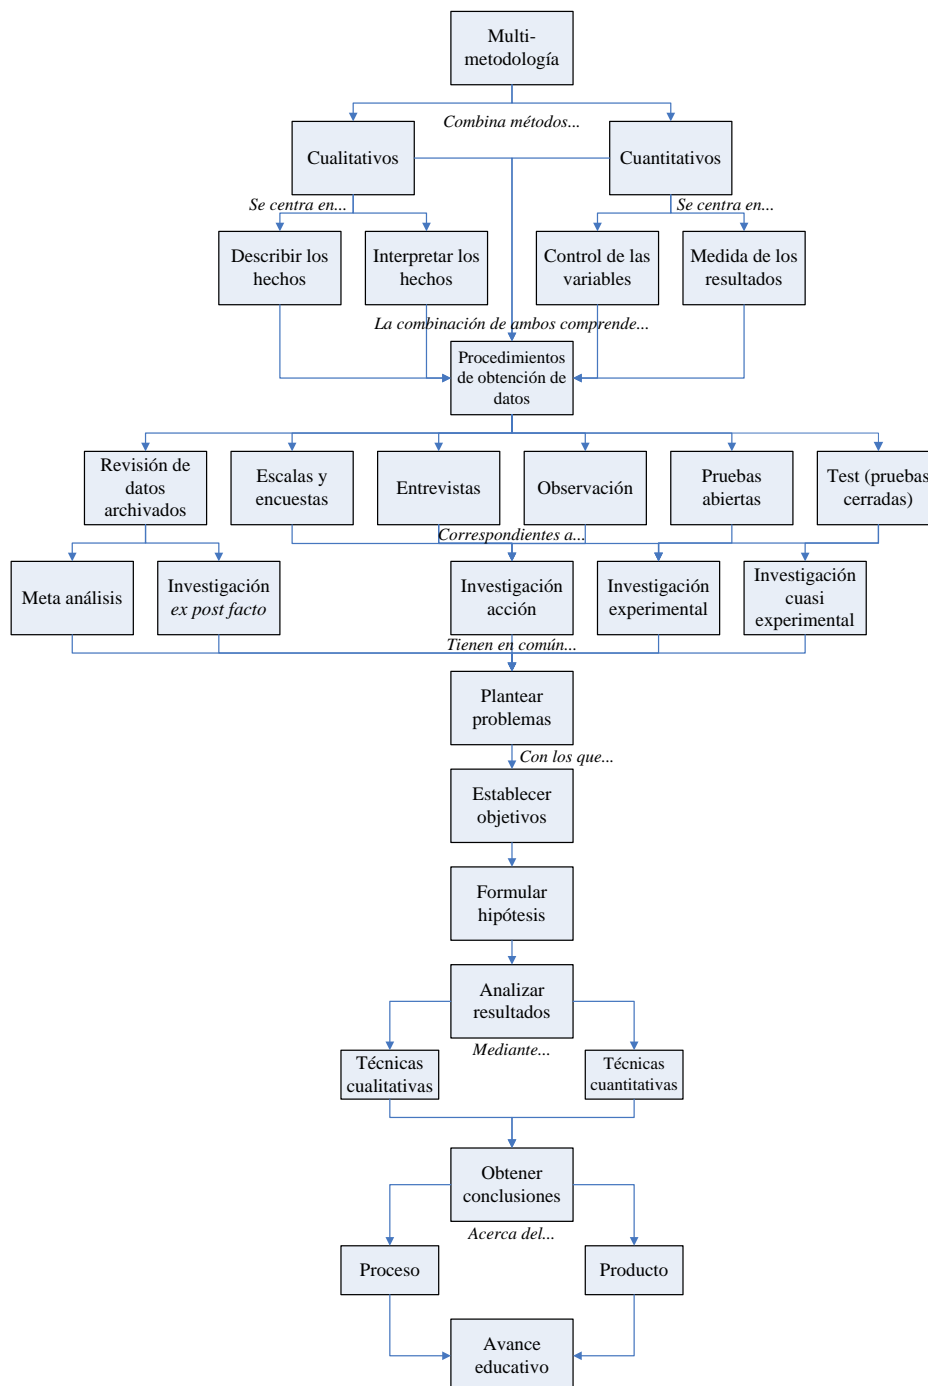 Multi-
metodología
Combina métodos...
Cualitativos
Cuantitativos
Se centra en...
Se centra en...
Describir los
hechos
Interpretar los
hechos
Control de las
variables
Medida de los
resultados
La combinación de ambos comprende...
Procedimientos
de obtención de
datos
Revisión de
datos
archivados
Escalas y
encuestas
Entrevistas
Observación
Pruebas
abiertas
Test (pruebas
cerradas)
Correspondientes a...
Meta análisis
Investigación
ex post facto
Investigación
acción
Investigación
experimental
Investigación
cuasi
experimental
Tienen en común...
Plantear
problemas
Con los que...
Establecer
objetivos
Formular
hipótesis
Analizar
resultados
Mediante...
Técnicas
cualitativas
Técnicas
cuantitativas
Obtener
conclusiones
Acerca del...
Proceso
Producto
Avance
educativo